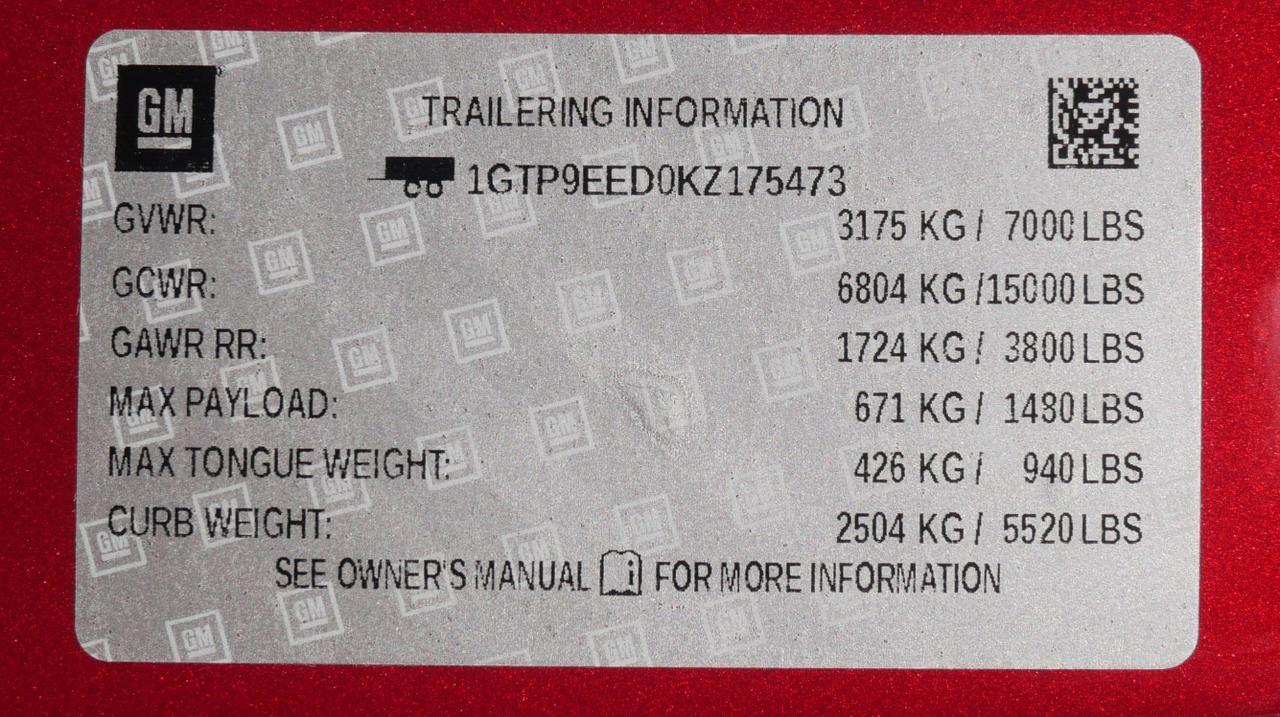 GM
TRAILERING INFORMATION
1GTP9EED0KZ175473
GVWR: 3175 KG / 7000 LBS
GCWR: 6804 KG /15000 LBS
GAWR RR: 1724 KG / 3800 LBS
MAX PAYLOAD: 671 KG / 1480 LBS
MAX TONGUE WEIGHT: 426 KG / 940 LBS
CURB WEIGHT: 2504 KG / 5520 LBS
SEE OWNER'S MANUAL i FOR MORE INFORMATION